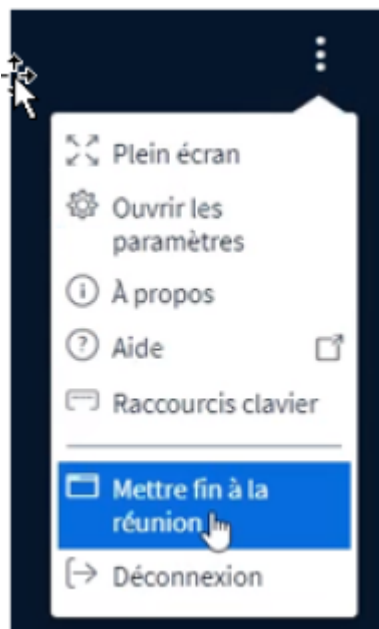 Plein écran
Ouvrir les
paramètres
À propos
Aide
Raccourcis clavier
Mettre fin à la
réunion
Déconnexion